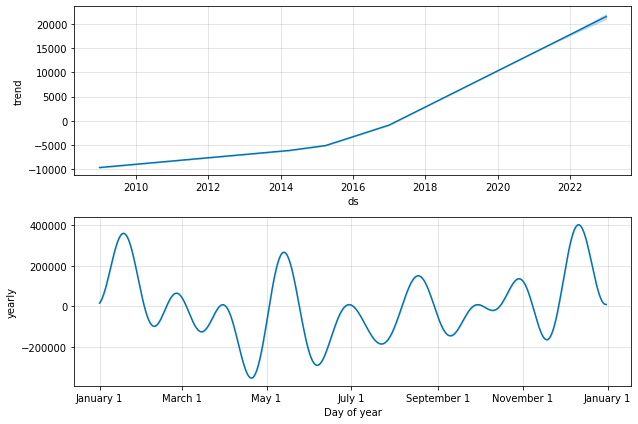 20000
15000
10000
5000
0
−5000
−10000
trend
2010 2012 2014 2016 2018 2020 2022
ds
400000
200000
0
−200000
yearly
January 1 March 1 May 1 July 1 September 1 November 1 January 1
Day of year